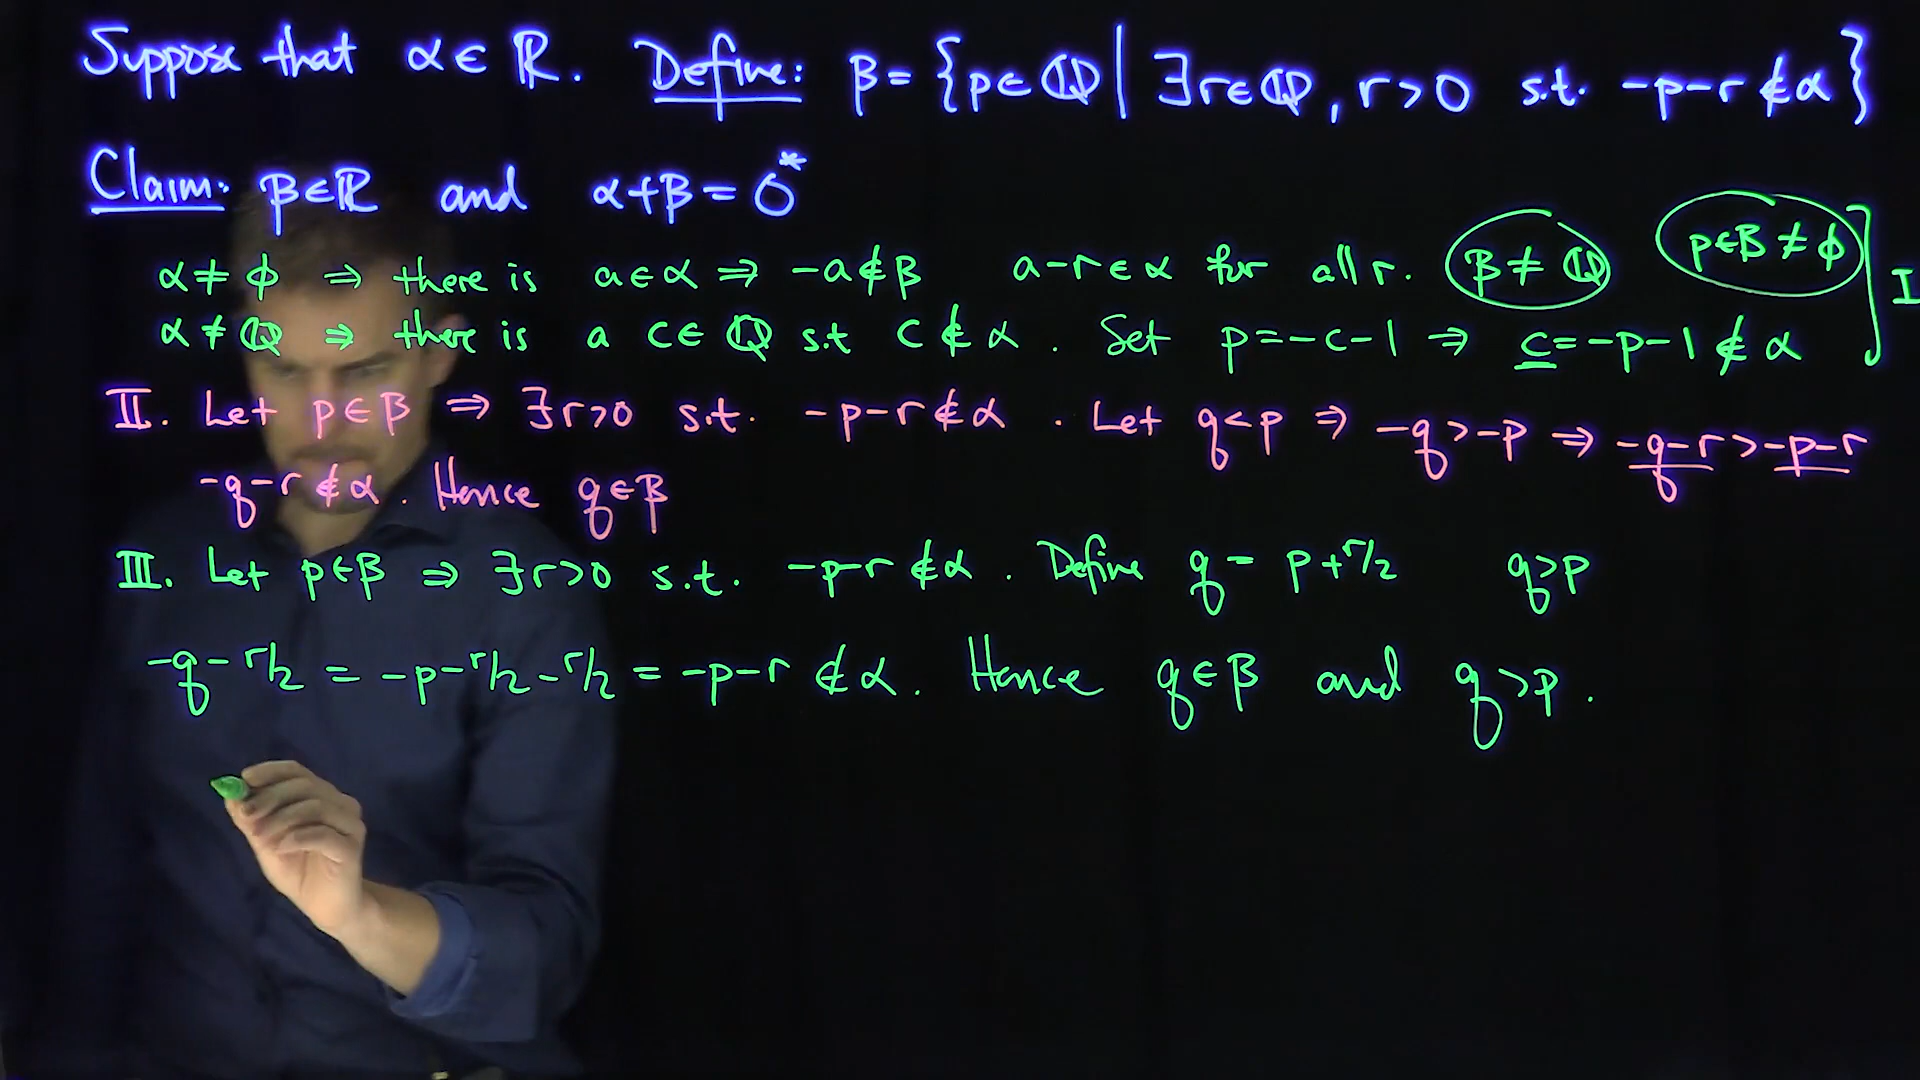 Suppose that α ∈ ℝ. Define: β = {p ∈ ℚ | ∃r ∈ ℚ, r > 0 s.t. -p-r ∉ α}
Claim: β ∈ ℝ and α+β = 0*
α ≠ ϕ ⇒ there is a ∈ α ⇒ -a ∉ β a-r ∈ α for all r. β ≠ ℚ p ∈ β ≠ ϕ
α ≠ ℚ ⇒ there is a c ∈ ℚ s.t c ∉ α. Set p = -c-1 ⇒ c = -p-1 ∉ α I
II. Let p ∈ β ⇒ ∃r>0 s.t. -p-r ∉ α. Let q < p ⇒ -q > -p ⇒ -q-r > -p-r
-q-r ∉ α. Hence q ∈ β
III. Let p ∈ β ⇒ ∃r>0 s.t. -p-r ∉ α. Define q = p+r/2 q>p
-q-r/2 = -p-r/2-r/2 = -p-r ∉ α. Hence q ∈ β and q>p.